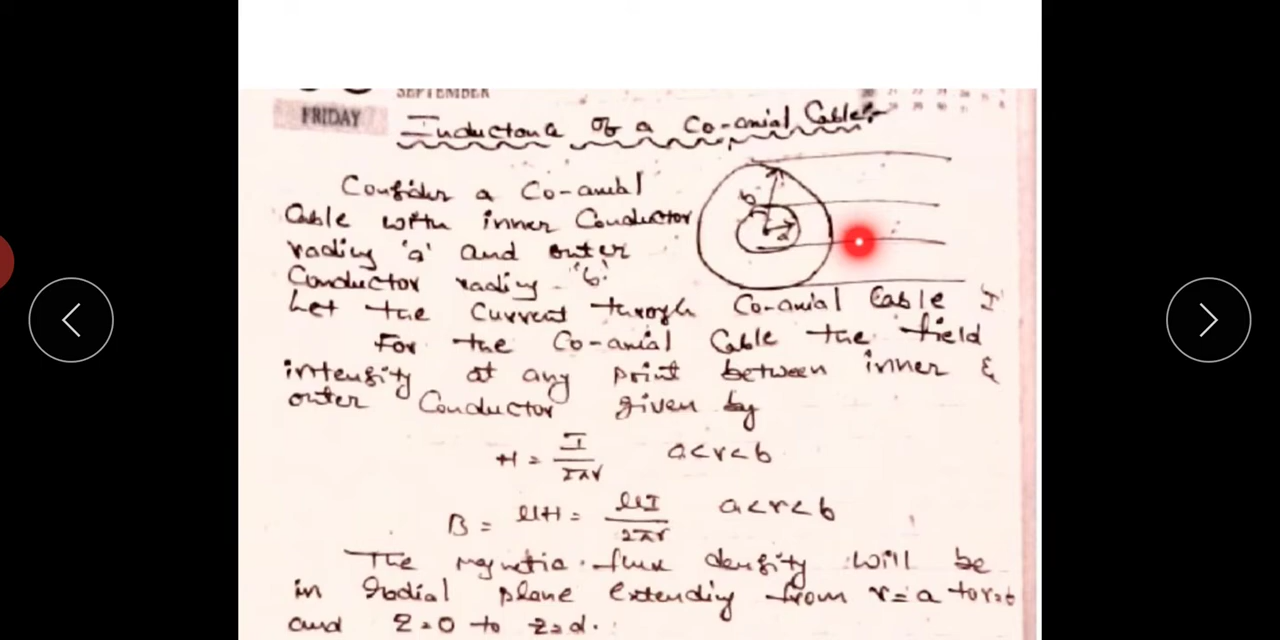 SEPTEMBER
FRIDAY
Inductance of a Co-axial Cable:-
Consider a Co-axial
Cable with inner Conductor
radius 'a' and outer
Conductor radius 'b'.
b
a
Let the Current through Co-axial Cable 'I'
For the Co-axial Cable the field
intensity at any point between inner &
outer Conductor given by
H = I/2πr a<r<b
B = μH = μI/2πr a<r<b
The magnetic flux density will be
in radial plane extending from r=a to r=b
and z=0 to z=d.